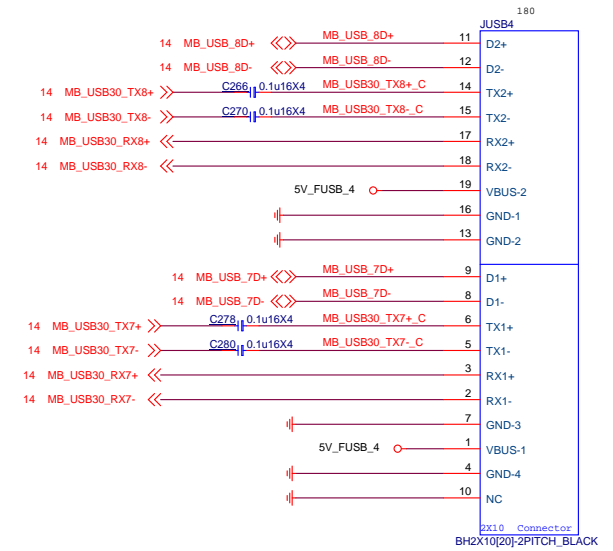 180
JUSB4
14 MB_USB_8D+ MB_USB_8D+ 11 D2+
14 MB_USB_8D- MB_USB_8D- 12 D2-
14 MB_USB30_TX8+ C266 0.1u16X4 MB_USB30_TX8+_C 14 TX2+
14 MB_USB30_TX8- C270 0.1u16X4 MB_USB30_TX8-_C 15 TX2-
14 MB_USB30_RX8+ 17 RX2+
14 MB_USB30_RX8- 18 RX2-
5V_FUSB_4 19 VBUS-2
16 GND-1
13 GND-2
14 MB_USB_7D+ MB_USB_7D+ 9 D1+
14 MB_USB_7D- MB_USB_7D- 8 D1-
14 MB_USB30_TX7+ C278 0.1u16X4 MB_USB30_TX7+_C 6 TX1+
14 MB_USB30_TX7- C280 0.1u16X4 MB_USB30_TX7-_C 5 TX1-
14 MB_USB30_RX7+ 3 RX1+
14 MB_USB30_RX7- 2 RX1-
7 GND-3
5V_FUSB_4 1 VBUS-1
4 GND-4
10 NC
2X10 Connector
BH2X10[20]-2PITCH_BLACK